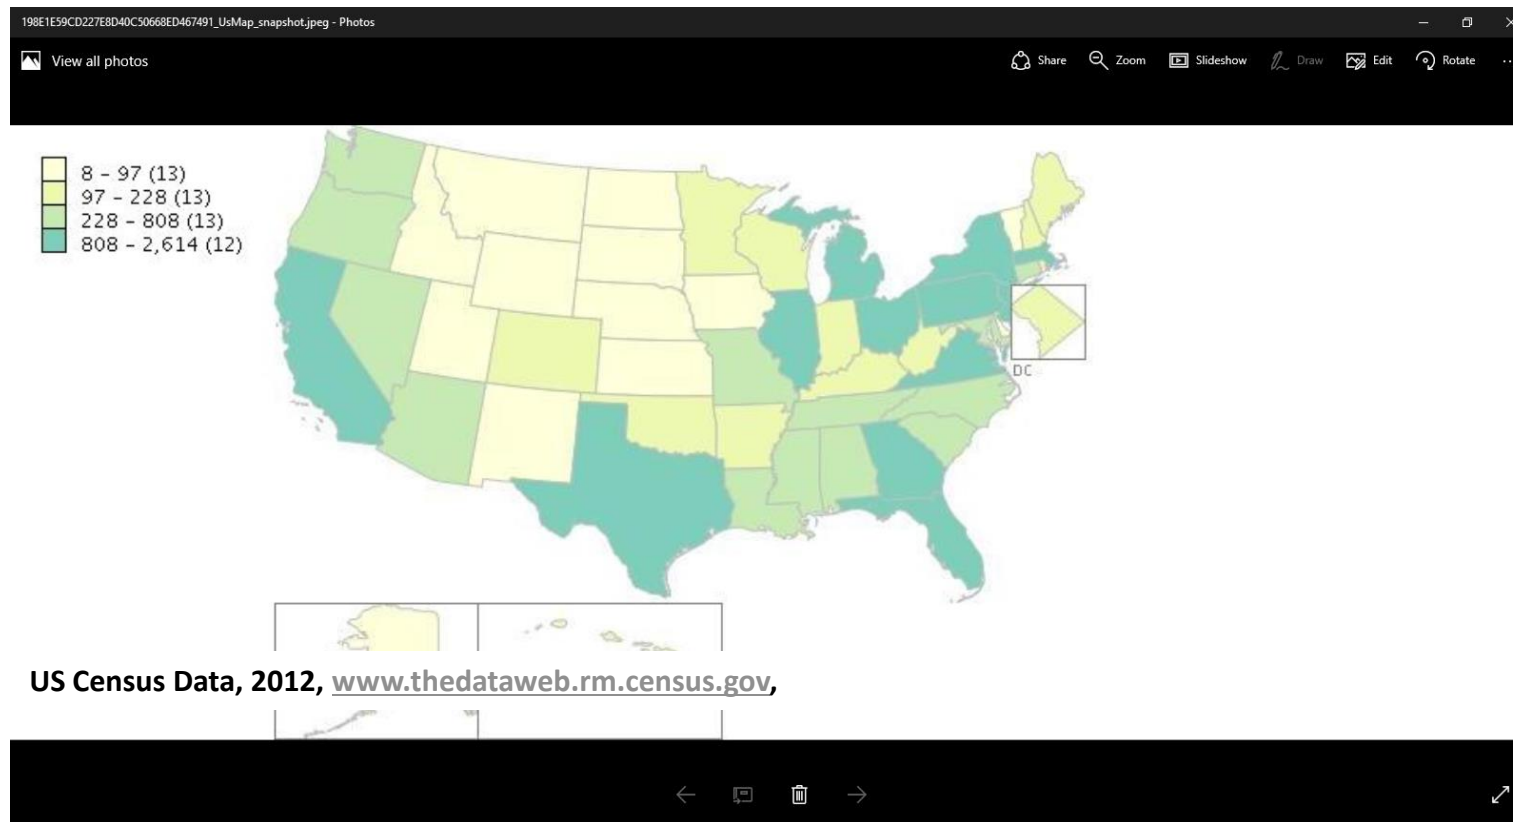 198E1E59CD227E8D40C50668ED467491_UsMap_snapshot.jpeg - Photos
View all photos
Share Zoom Slideshow Draw Edit Rotate
8 – 97 (13)
97 – 228 (13)
228 – 808 (13)
808 – 2,614 (12)
DC
US Census Data, 2012, www.thedataweb.rm.census.gov,